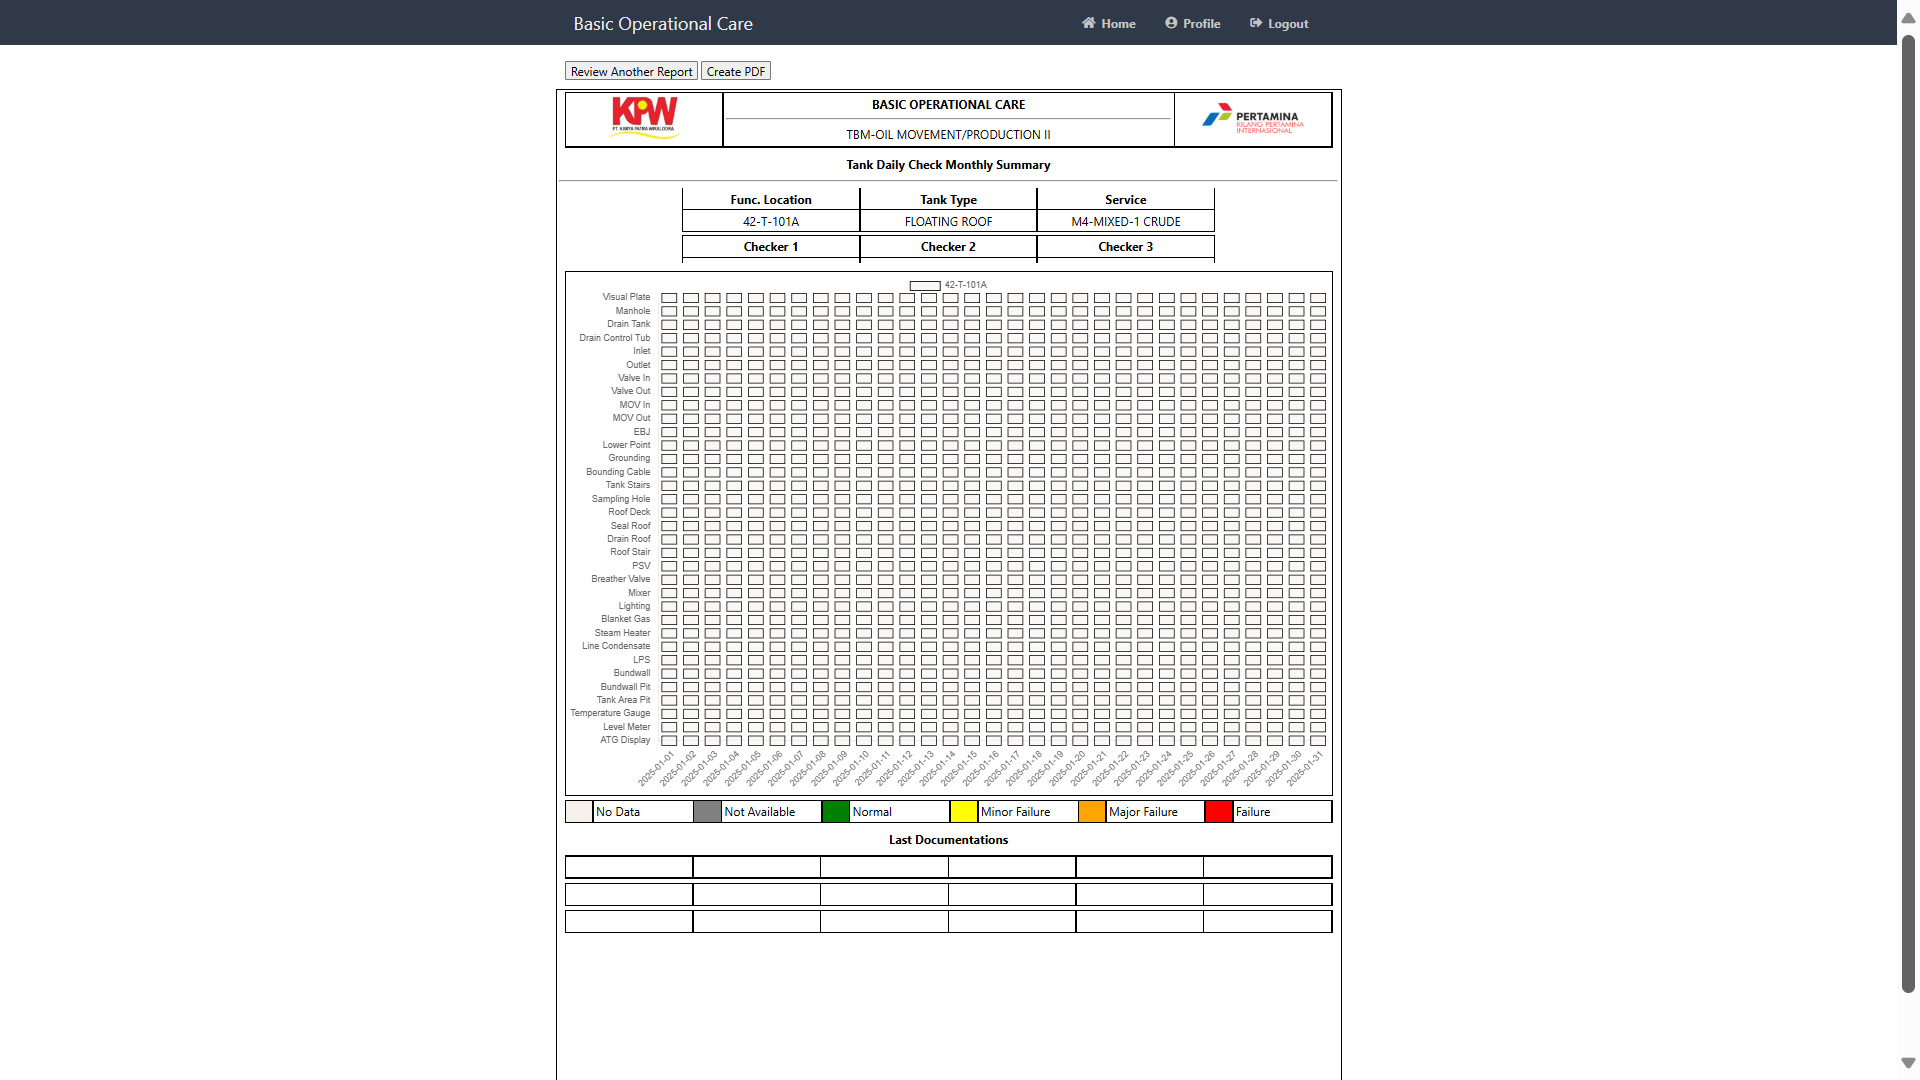 Basic Operational Care
Home Profile Logout
Review Another Report Create PDF
KPW
PT. KARYA PATRA WIRALODRA
BASIC OPERATIONAL CARE
TBM-OIL MOVEMENT/PRODUCTION II
PERTAMINA
KILANG PERTAMINA
INTERNASIONAL
Tank Daily Check Monthly Summary
Func. Location Tank Type Service
42-T-101A FLOATING ROOF M4-MIXED-1 CRUDE
Checker 1 Checker 2 Checker 3
42-T-101A
Visual Plate
Manhole
Drain Tank
Drain Control Tub
Inlet
Outlet
Valve In
Valve Out
MOV In
MOV Out
EBJ
Lower Point
Grounding
Bounding Cable
Tank Stairs
Sampling Hole
Roof Deck
Seal Roof
Drain Roof
Roof Stair
PSV
Breather Valve
Mixer
Lighting
Blanket Gas
Steam Heater
Line Condensate
LPS
Bundwall
Bundwall Pit
Tank Area Pit
Temperature Gauge
Level Meter
ATG Display
2025-01-01 2025-01-02 2025-01-03 2025-01-04 2025-01-05 2025-01-06 2025-01-07 2025-01-08 2025-01-09 2025-01-10 2025-01-11 2025-01-12 2025-01-13 2025-01-14 2025-01-15 2025-01-16 2025-01-17 2025-01-18 2025-01-19 2025-01-20 2025-01-21 2025-01-22 2025-01-23 2025-01-24 2025-01-25 2025-01-26 2025-01-27 2025-01-28 2025-01-29 2025-01-30 2025-01-31
No Data Not Available Normal Minor Failure Major Failure Failure
Last Documentations